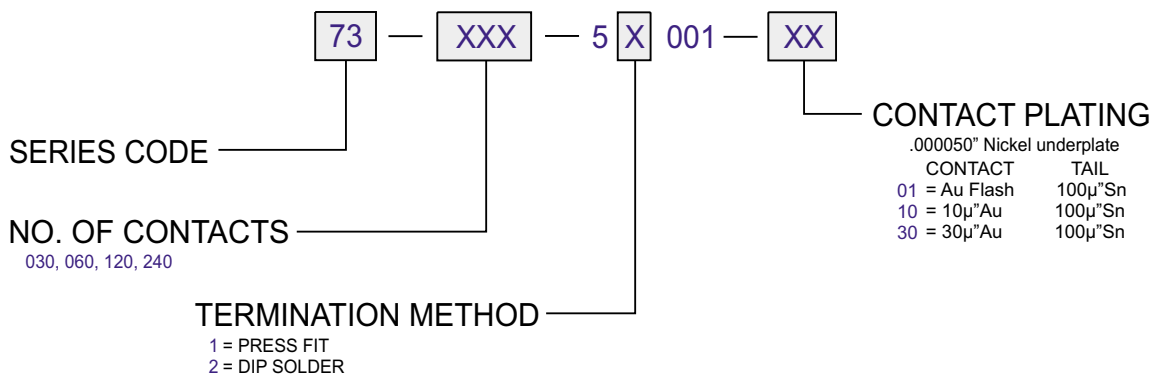 73 — XXX — 5 X 001 — XX
CONTACT PLATING
.000050” Nickel underplate
CONTACT TAIL
01 = Au Flash 100µ”Sn
10 = 10µ”Au 100µ”Sn
30 = 30µ”Au 100µ”Sn
SERIES CODE
NO. OF CONTACTS
030, 060, 120, 240
TERMINATION METHOD
1 = PRESS FIT
2 = DIP SOLDER